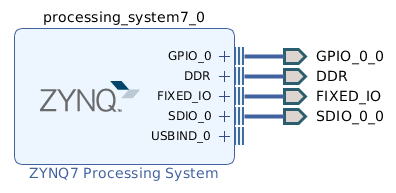 processing_system7_0
GPIO_0 GPIO_0_0
DDR DDR
ZYNQ FIXED_IO FIXED_IO
SDIO_0 SDIO_0_0
USBIND_0
ZYNQ7 Processing System